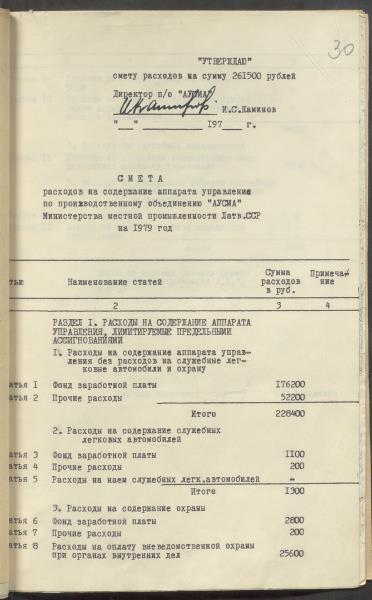 30
"УТВЕРЖДАЮ"
смету расходов на сумму 261500 рублей
Директор п/о "АУСМА"
И.С.Каминов
"__" __________ 197___ г.
С М Е Т А
расходов на содержание аппарата управление
по производственному объединению "АУСМА"
Министерства местной промышленности Латв.ССР
на 1979 год
тьи Наименование статей Сумма расходов в руб. Примечание
2 3 4
РАЗДЕЛ I. РАСХОДЫ НА СОДЕРЖАНИЕ АППАРАТА
УПРАВЛЕНИЯ, ЛИМИТИРУЕМЫЕ ПРЕДЕЛЬНЫМИ
АССИГНОВАНИЯМИ
I. Расходы на содержание аппарата управ-
ления без расходов на служебные лег-
ковые автомобили и охрану
атья I Фонд заработной платы 176200
атья 2 Прочие расходы 52200
Итого 228400
2. Расходы на содержание служебных
легковых автомобилей
атья 3 Фонд заработной платы 1100
атья 4 Прочие расходы 200
атья 5 Расходы на наем служебных легк.автомобилей -
Итого 1300
3. Расходы на содержание охраны
атья 6 Фонд заработной платы 2800
атья 7 Прочие расходы 200
атья 8 Расходы на оплату вневедомственной охраны
при органах внутренних дел 25600